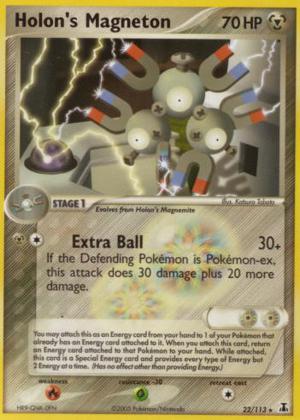 Holon's Magneton 70 HP
Illus. Katsura Tabata
STAGE 1
Evolves from Holon's Magnemite
Extra Ball 30+
If the Defending Pokémon is Pokémon-ex,
this attack does 30 damage plus 20 more
damage.
You may attach this as an Energy card from your hand to 1 of your Pokémon that already has an
Energy card attached to it. When you attach this card, return
an Energy card attached to that Pokémon to your hand. While attached,
this card is a Special Energy card and provides every type of Energy but
2 Energy at a time. (Has no effect other than providing Energy.)
weakness resistance -30 retreat cost
©2005 Pokémon/Nintendo 22/113